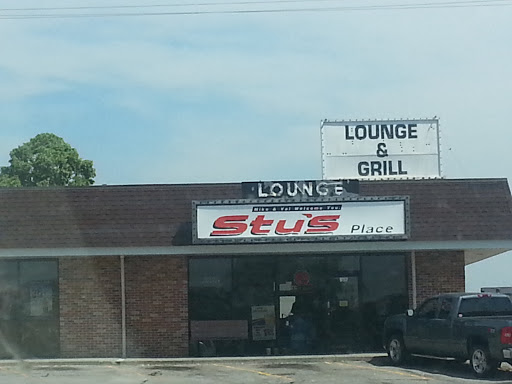 LOUNGE
&
GRILL
LOUNGE
Mike & Val Welcome You
Stu's
Place